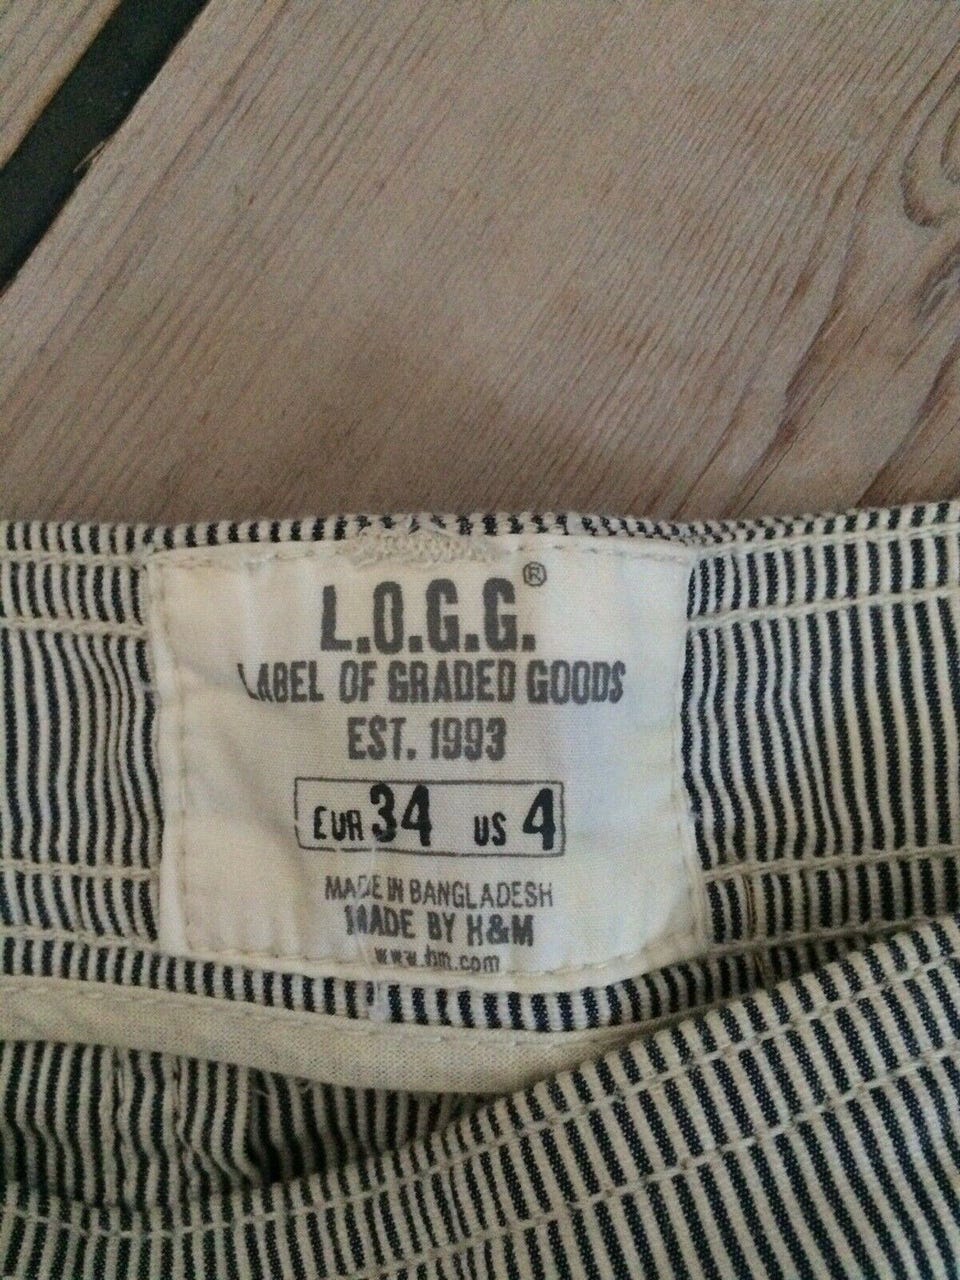 L.O.G.G.®
LABEL OF GRADED GOODS
EST. 1993
EUR 34 US 4
MADE IN BANGLADESH
MADE BY H&M
www.hm.com